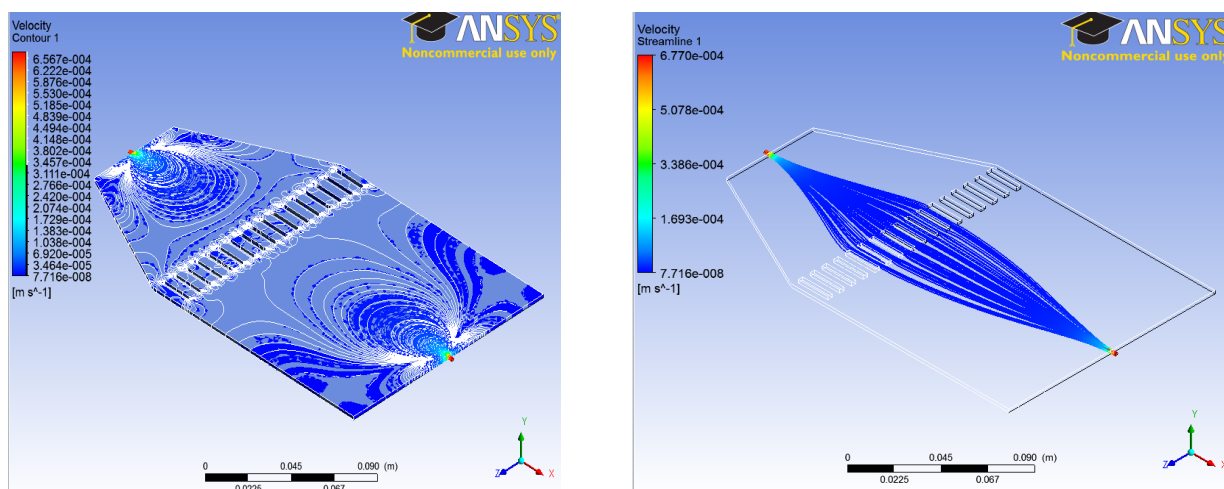 Velocity
Contour 1
6.567e-004
6.222e-004
5.876e-004
5.530e-004
5.185e-004
4.839e-004
4.494e-004
4.148e-004
3.802e-004
3.457e-004
3.111e-004
2.766e-004
2.420e-004
2.074e-004
1.729e-004
1.383e-004
1.038e-004
6.920e-005
3.464e-005
7.716e-008
[m s^-1]
ANSYS
Noncommercial use only
0 0.045 0.090 (m)
0.0225 0.067
Y
Z X
Velocity
Streamline 1
6.770e-004
5.078e-004
3.386e-004
1.693e-004
7.716e-008
[m s^-1]
ANSYS
Noncommercial use only
0 0.045 0.090 (m)
0.0225 0.067
Y
Z X